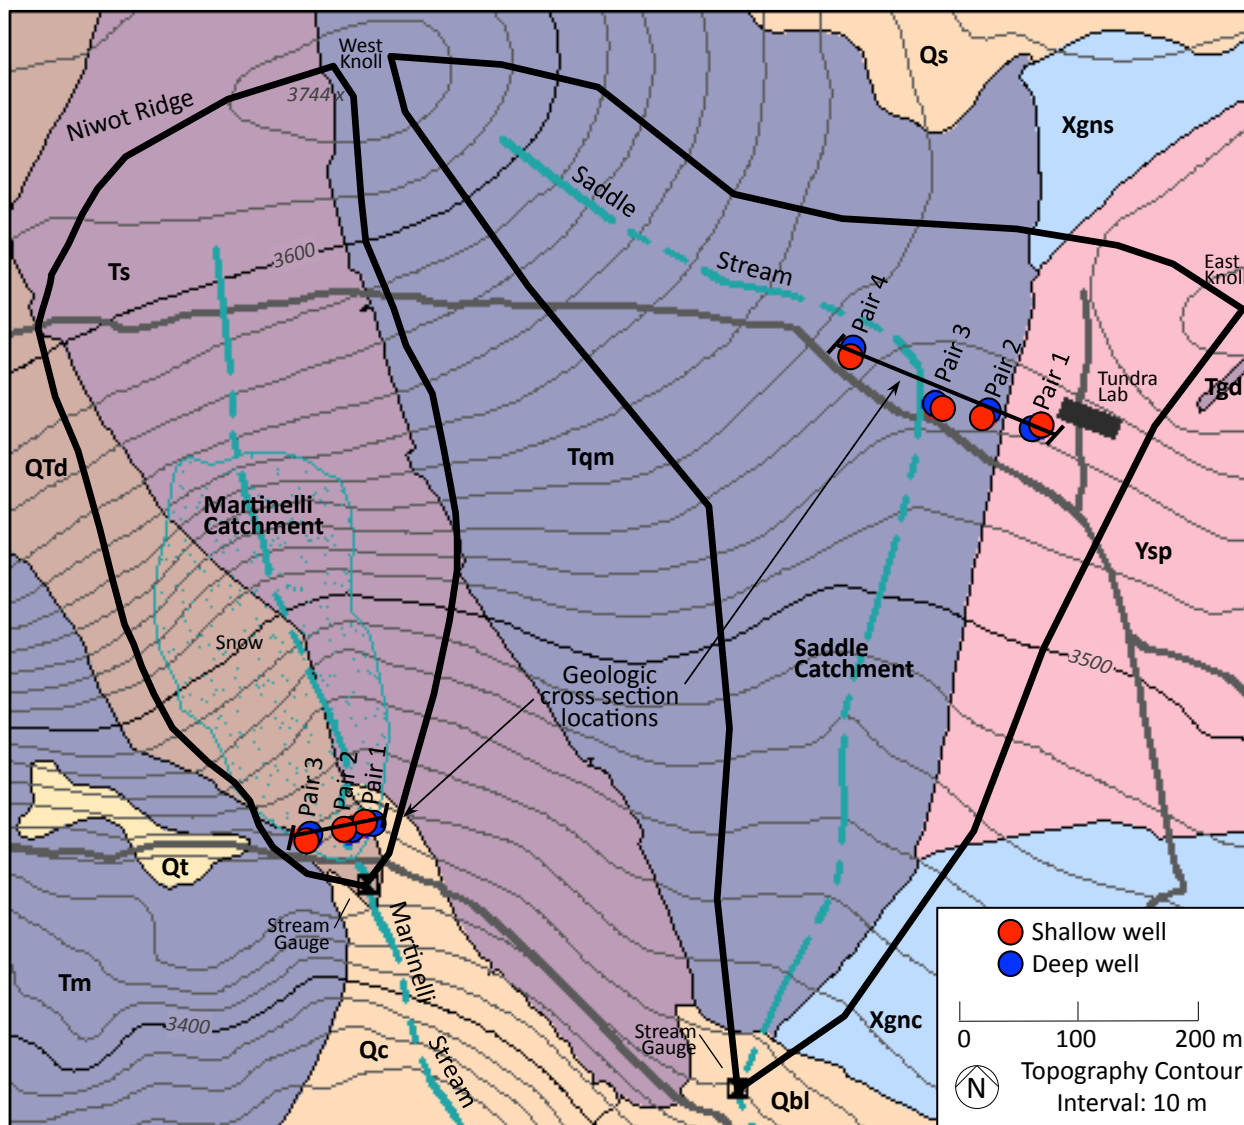 West
Knoll
Qs
3744 x
Niwot Ridge
Xgns
Saddle
Stream
3600
Ts
East
Knoll
Pair 4
Pair 3
Pair 2
Pair 1
Tundra
Lab
Tgd
QTd
Tqm
Martinelli
Catchment
Ysp
Snow
Saddle
Catchment
3500
Geologic
cross section
locations
Pair 3
Pair 2
Pair 1
Qt
Stream
Gauge
Martinelli
Stream
Tm
3400
Qc
Stream
Gauge
Qbl
Xgnc
Shallow well
Deep well
0 100 200 m
N
Topography Contour
Interval: 10 m